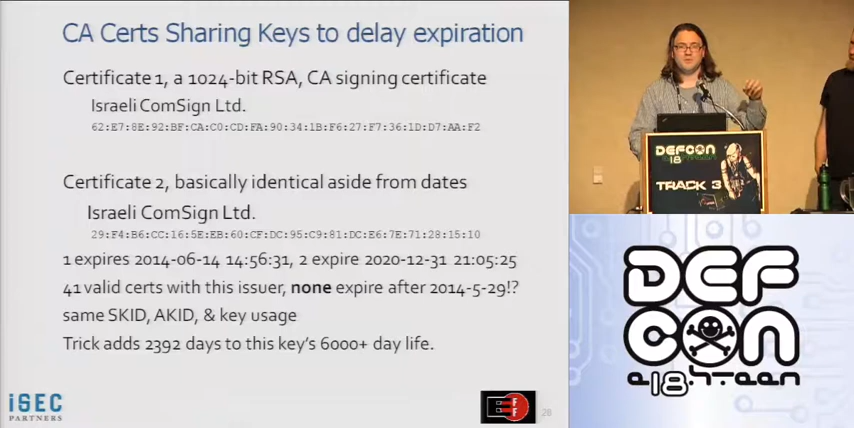 CA Certs Sharing Keys to delay expiration
Certificate 1, a 1024-bit RSA, CA signing certificate
Israeli ComSign Ltd.
62:E7:8E:92:BF:CA:C0:CD:FA:90:34:1B:F6:27:F7:36:1D:D7:AA:F2
Certificate 2, basically identical aside from dates
Israeli ComSign Ltd.
29:F4:B6:CC:16:5E:EB:60:CF:DC:95:C9:81:DC:E6:7E:71:28:15:10
1 expires 2014-06-14 14:56:31, 2 expire 2020-12-31 21:05:25
41 valid certs with this issuer, none expire after 2014-5-29!?
same SKID, AKID, & key usage
Trick adds 2392 days to this key's 6000+ day life.
iSEC
PARTNERS
E
F
F
28
DEFCON
18
TRACK 3
DEF
CON
e18hteen